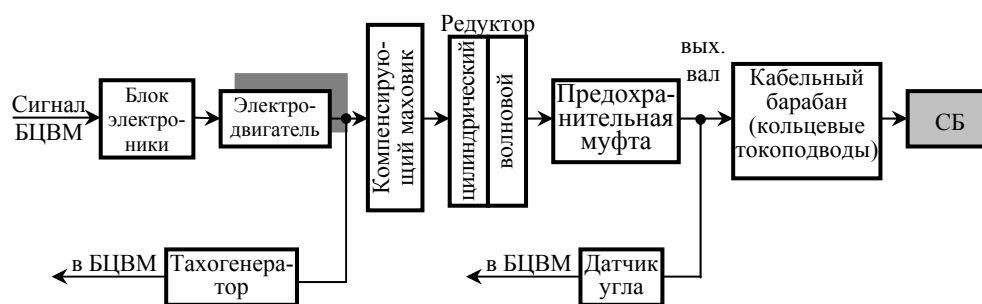 Сигнал
БЦВМ
Блок
электро-
ники
Электро-
двигатель
Компенсирую-
щий маховик
Редуктор
цилиндрический
волновой
Предохра-
нительная
муфта
вых.
вал
Кабельный
барабан
(кольцевые
токоподводы)
СБ
в БЦВМ
Тахогенера-
тор
в БЦВМ
Датчик
угла